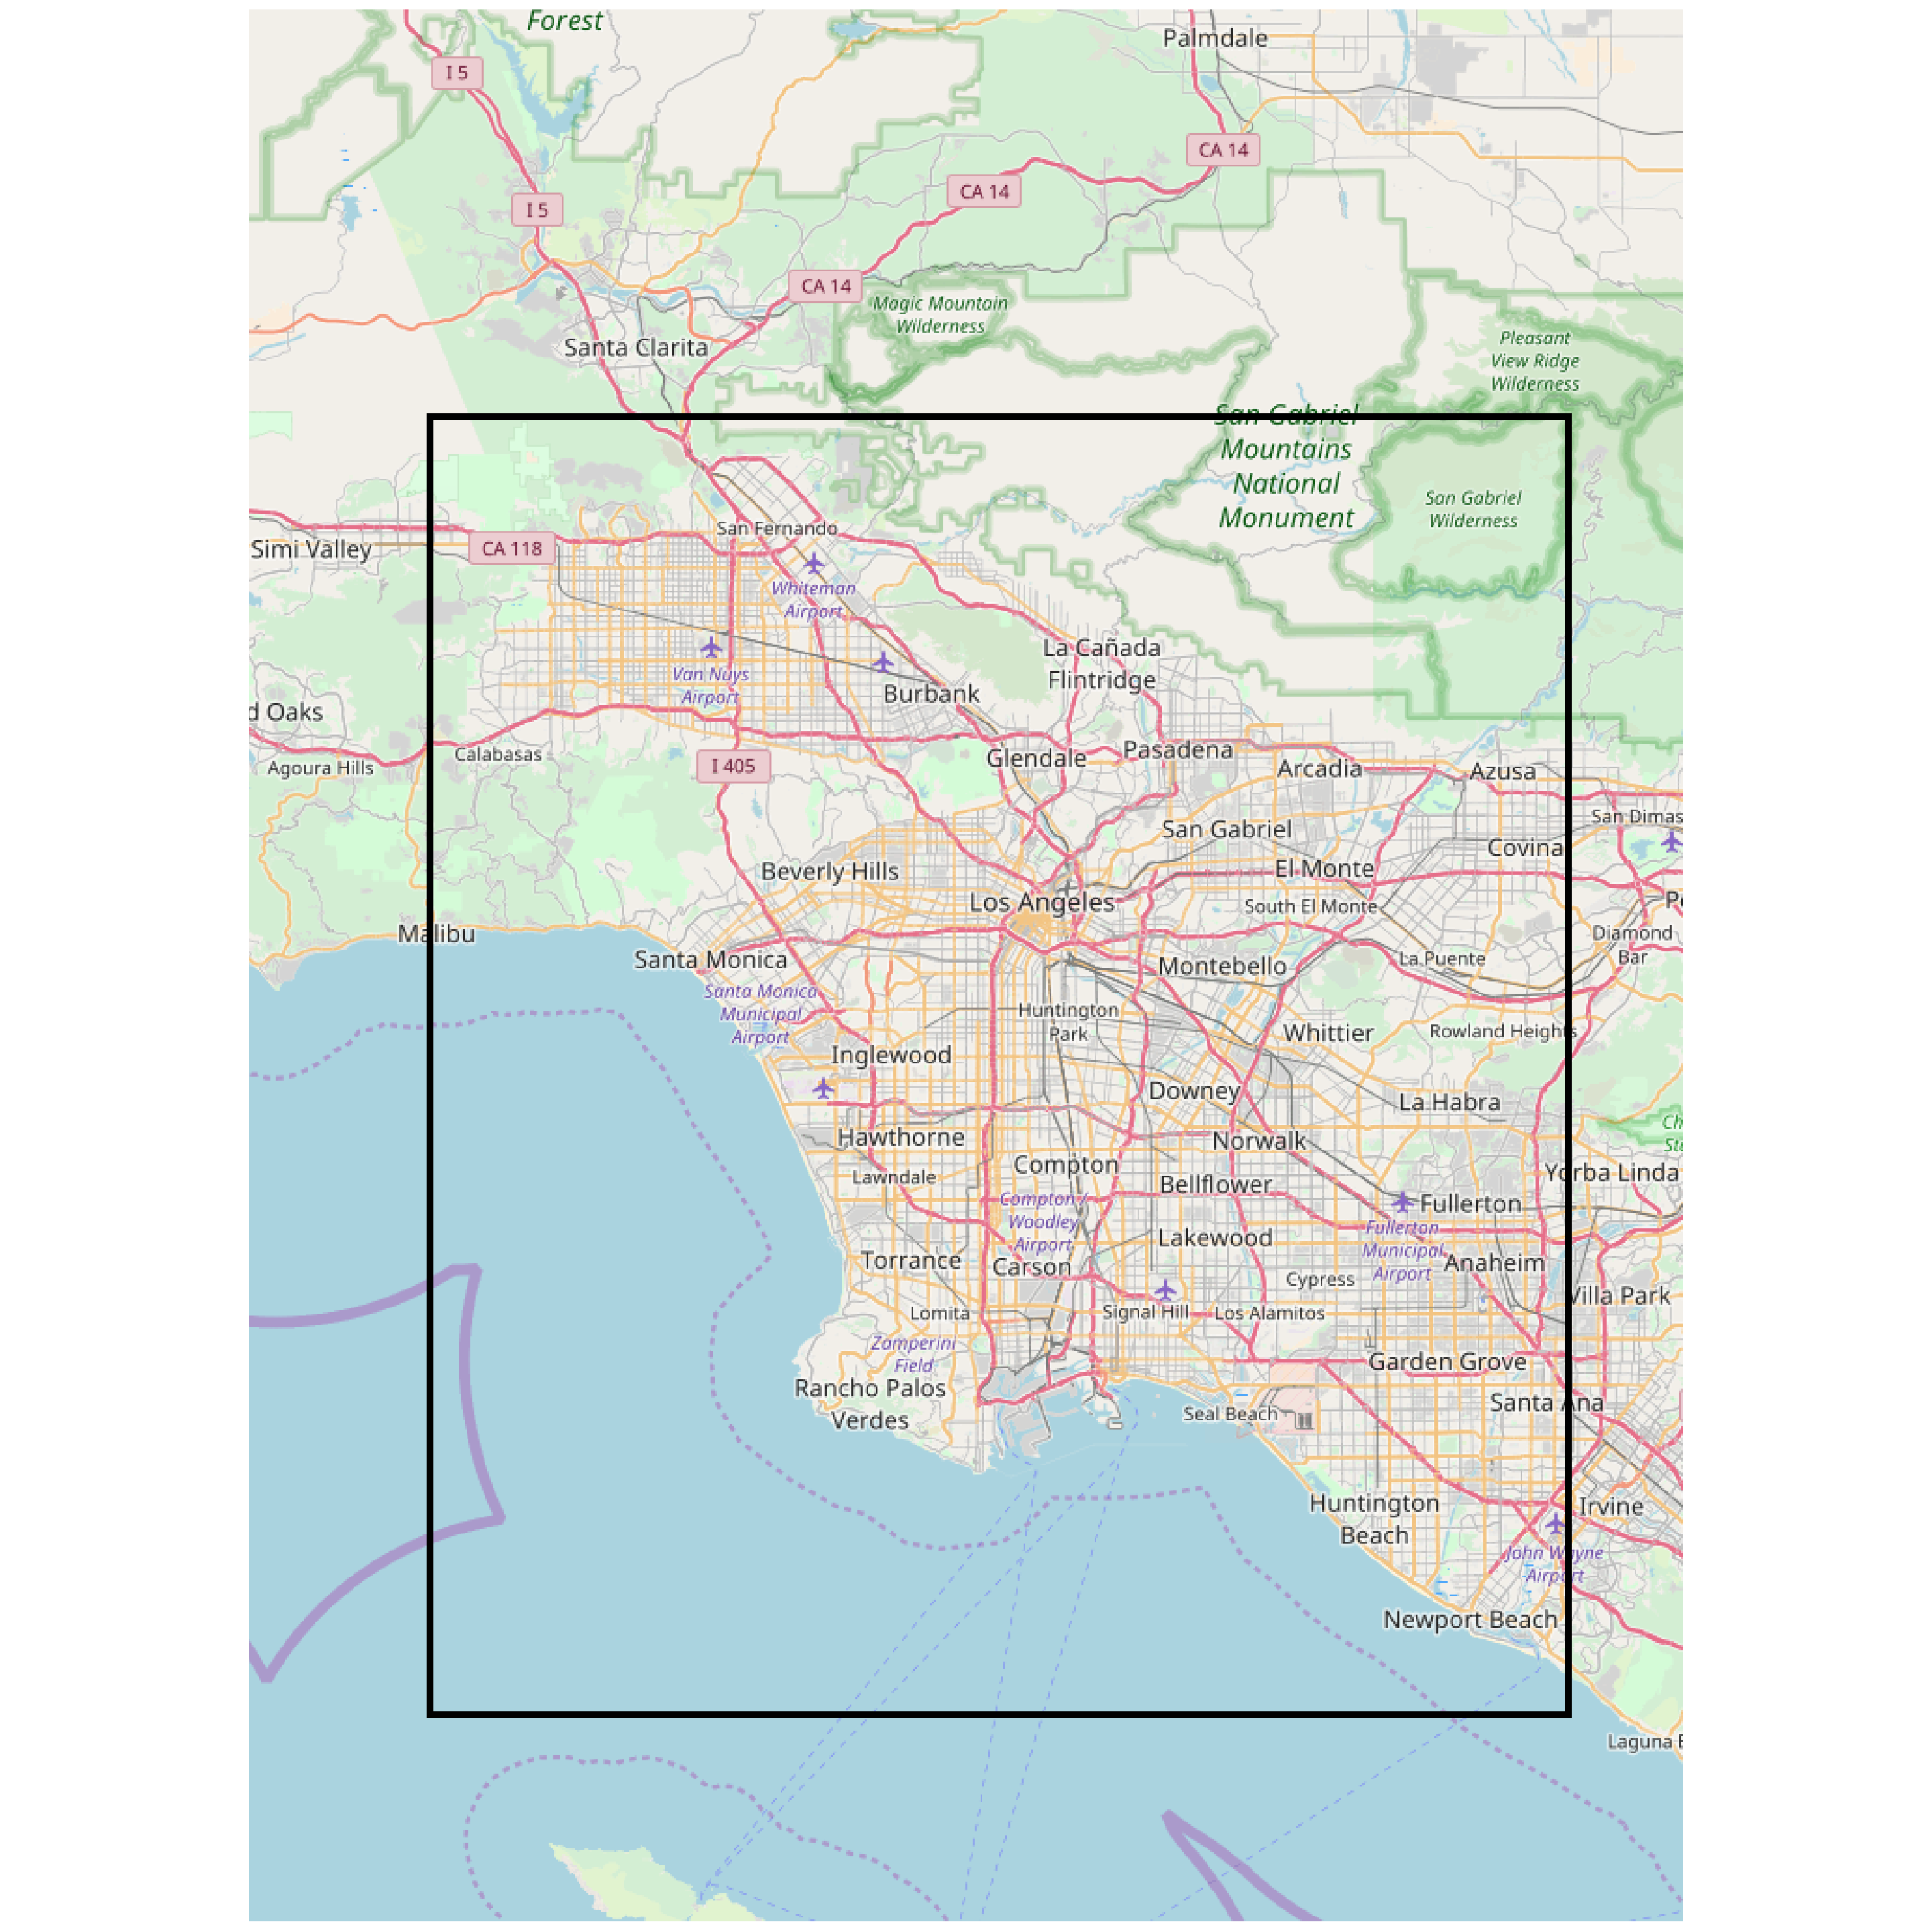 Forest
Palmdale
I 5
CA 14
CA 14
I 5
CA 14
Magic Mountain
Wilderness
Santa Clarita
Pleasant
View Ridge
Wilderness
San Gabriel
Mountains
National
Monument
San Gabriel
Wilderness
San Fernando
CA 118
Simi Valley
Whiteman
Airport
La Cañada
Flintridge
Van Nuys
Airport
Burbank
d Oaks
Calabasas
Agoura Hills
I 405
Glendale
Pasadena
Arcadia
Azusa
San Dimas
San Gabriel
Covina
Beverly Hills
El Monte
Los Angeles
South El Monte
Po
Malibu
Diamond
Bar
Santa Monica
Montebello
La Puente
Santa Monica
Municipal
Airport
Huntington
Park
Whittier
Rowland Heights
Inglewood
Downey
La Habra
Hawthorne
Norwalk
Ch
Sta
Compton
Lawndale
Bellflower
Yorba Linda
Compton /
Woodley
Airport
Fullerton
Fullerton
Municipal
Airport
Lakewood
Torrance
Carson
Anaheim
Cypress
Villa Park
Lomita
Signal Hill
Los Alamitos
Zamperini
Field
Garden Grove
Rancho Palos
Verdes
Santa Ana
Seal Beach
Huntington
Beach
Irvine
John Wayne
Airport
Newport Beach
Laguna B